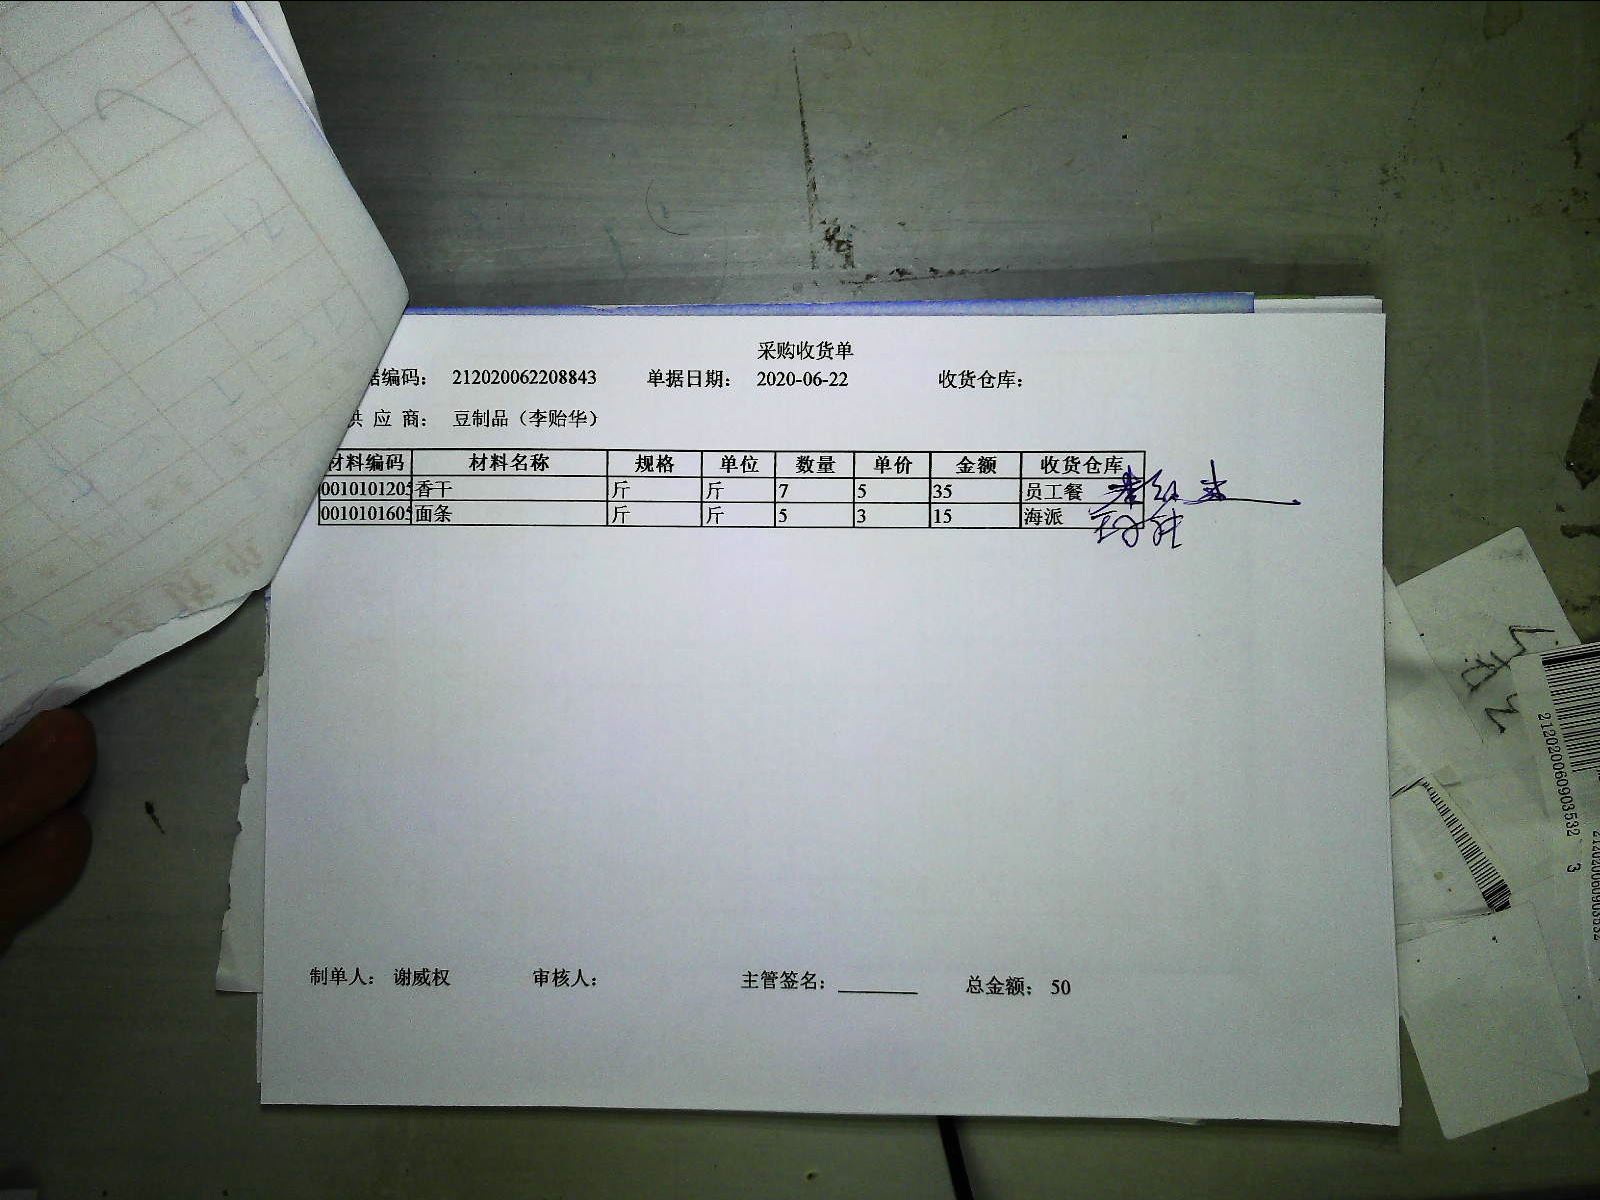 采购收货单
据编码： 212020062208843 单据日期： 2020-06-22 收货仓库：
供 应 商： 豆制品（李贻华）
材料编码 材料名称 规格 单位 数量 单价 金额 收货仓库
0010101205 香干 斤 斤 7 5 35 员工餐
0010101605 面条 斤 斤 5 3 15 海派
制单人： 谢威权 审核人： 主管签名： 总金额： 50
212020060903532 3